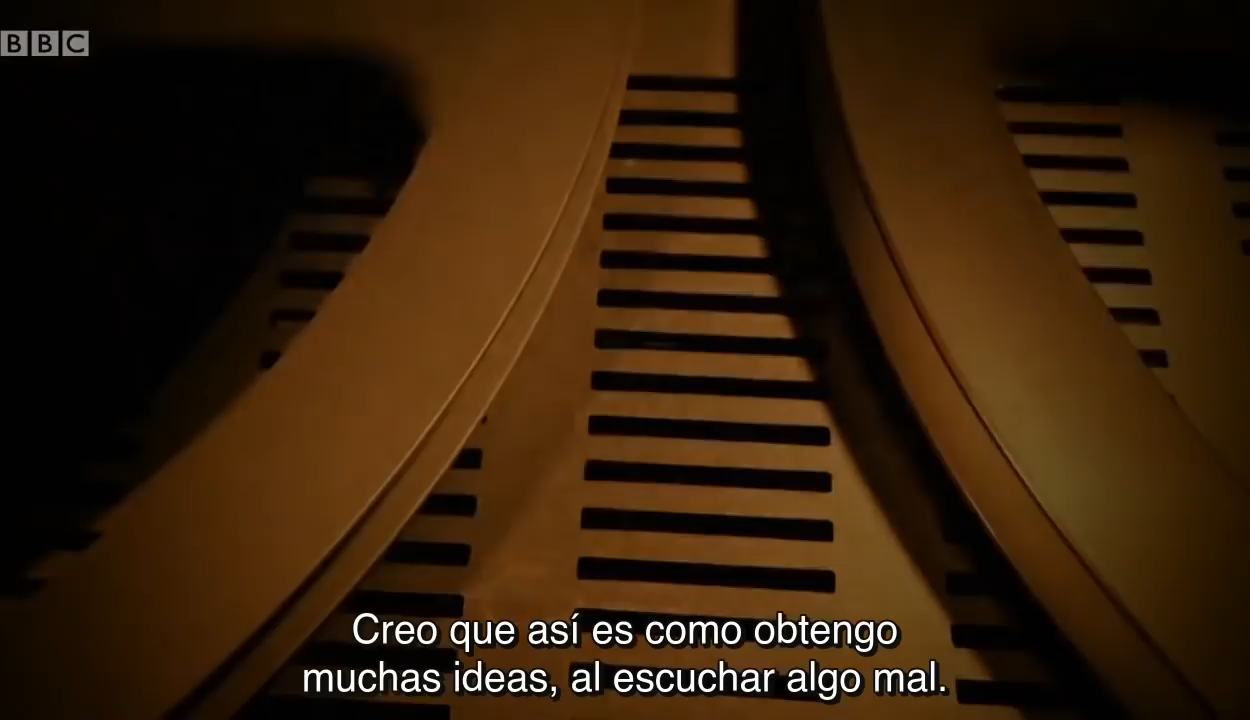 BBC
Creo que así es como obtengo
muchas ideas, al escuchar algo mal.